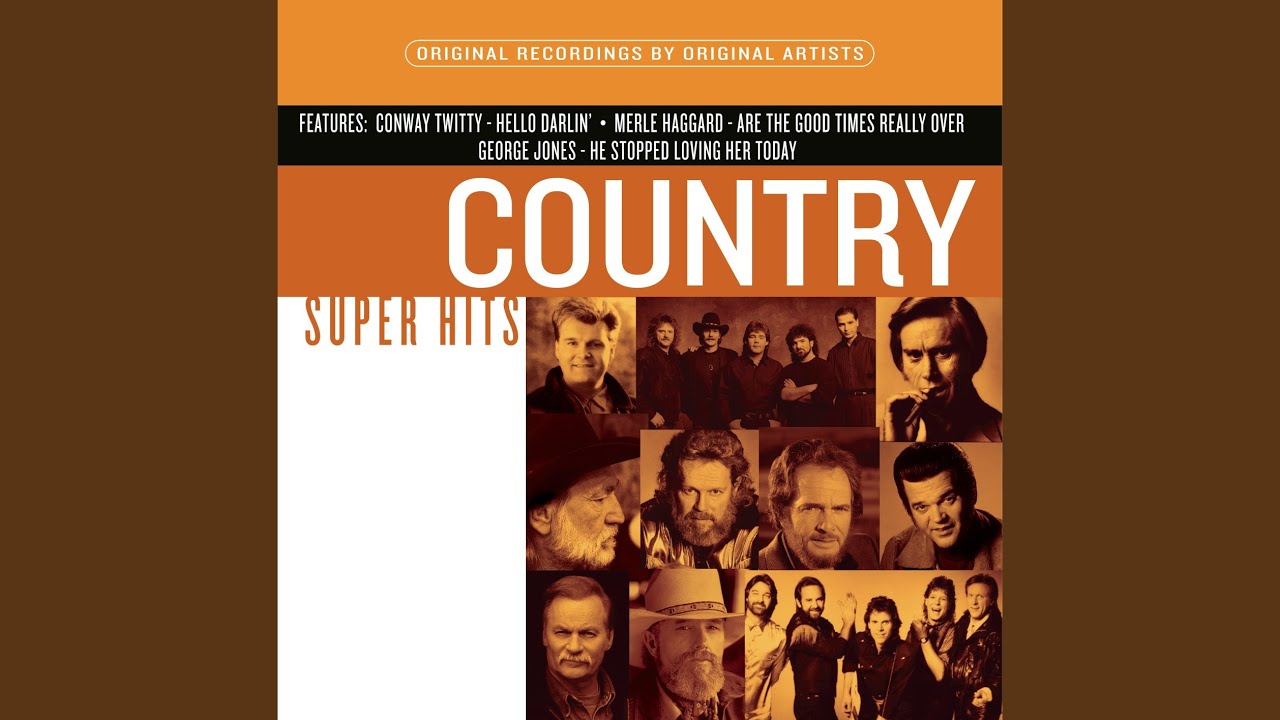 ORIGINAL RECORDINGS BY ORIGINAL ARTISTS
FEATURES: CONWAY TWITTY - HELLO DARLIN' • MERLE HAGGARD - ARE THE GOOD TIMES REALLY OVER
GEORGE JONES - HE STOPPED LOVING HER TODAY
COUNTRY
SUPER HITS